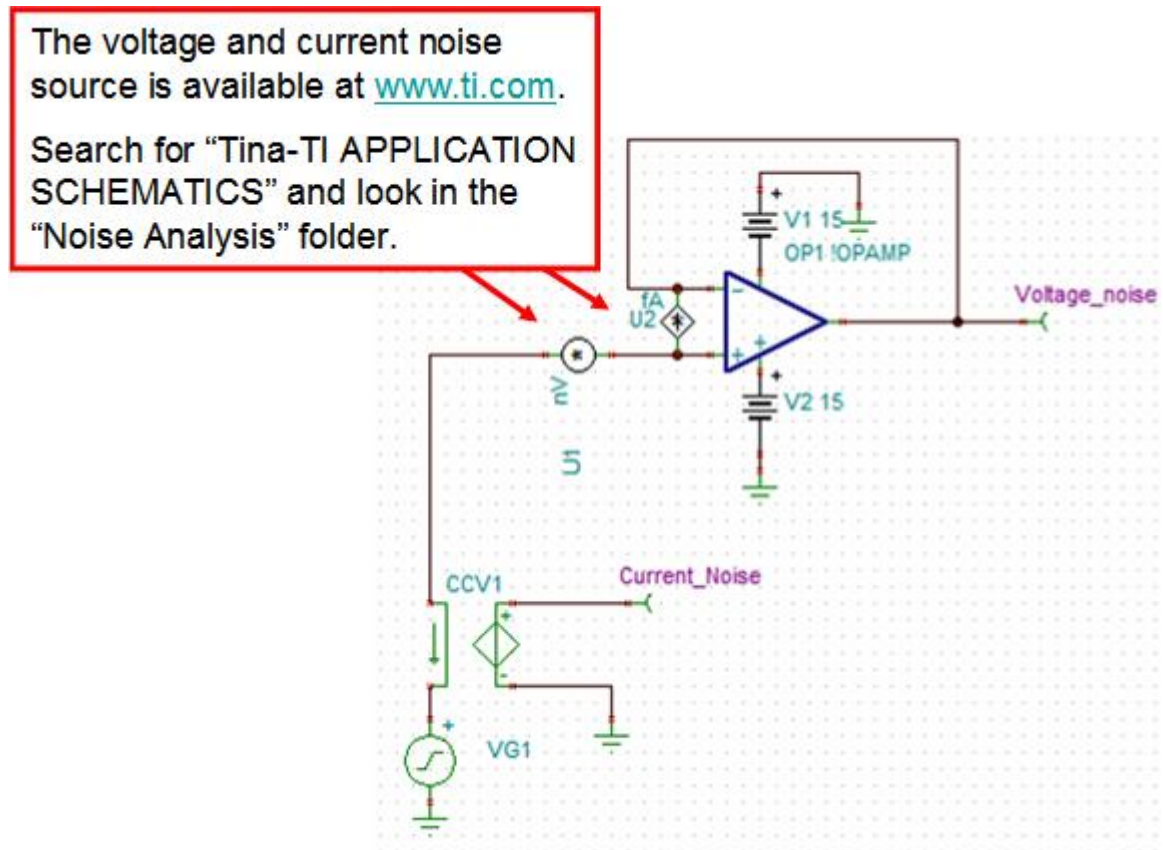 The voltage and current noise
source is available at www.ti.com.
Search for “Tina-TI APPLICATION
SCHEMATICS” and look in the
“Noise Analysis” folder.
+
V1 15
OP1 !OPAMP
fA
U2
-
+
+
Voltage_noise
nV
U1
+
V2 15
CCV1
Current_Noise
+
-
+
VG1